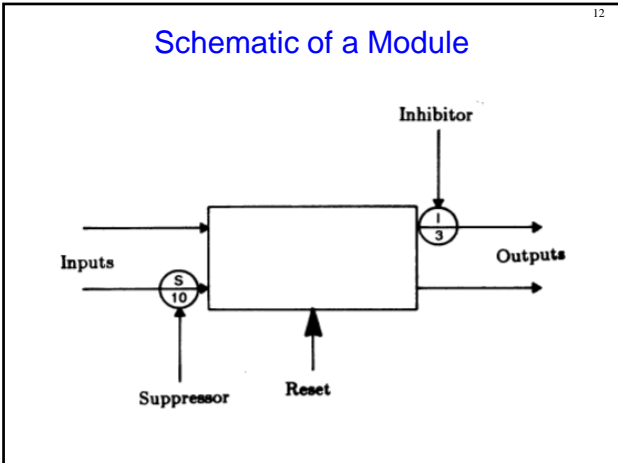 12
Schematic of a Module
Inhibitor
I
3
Inputs
Outputs
S
10
Suppressor
Reset